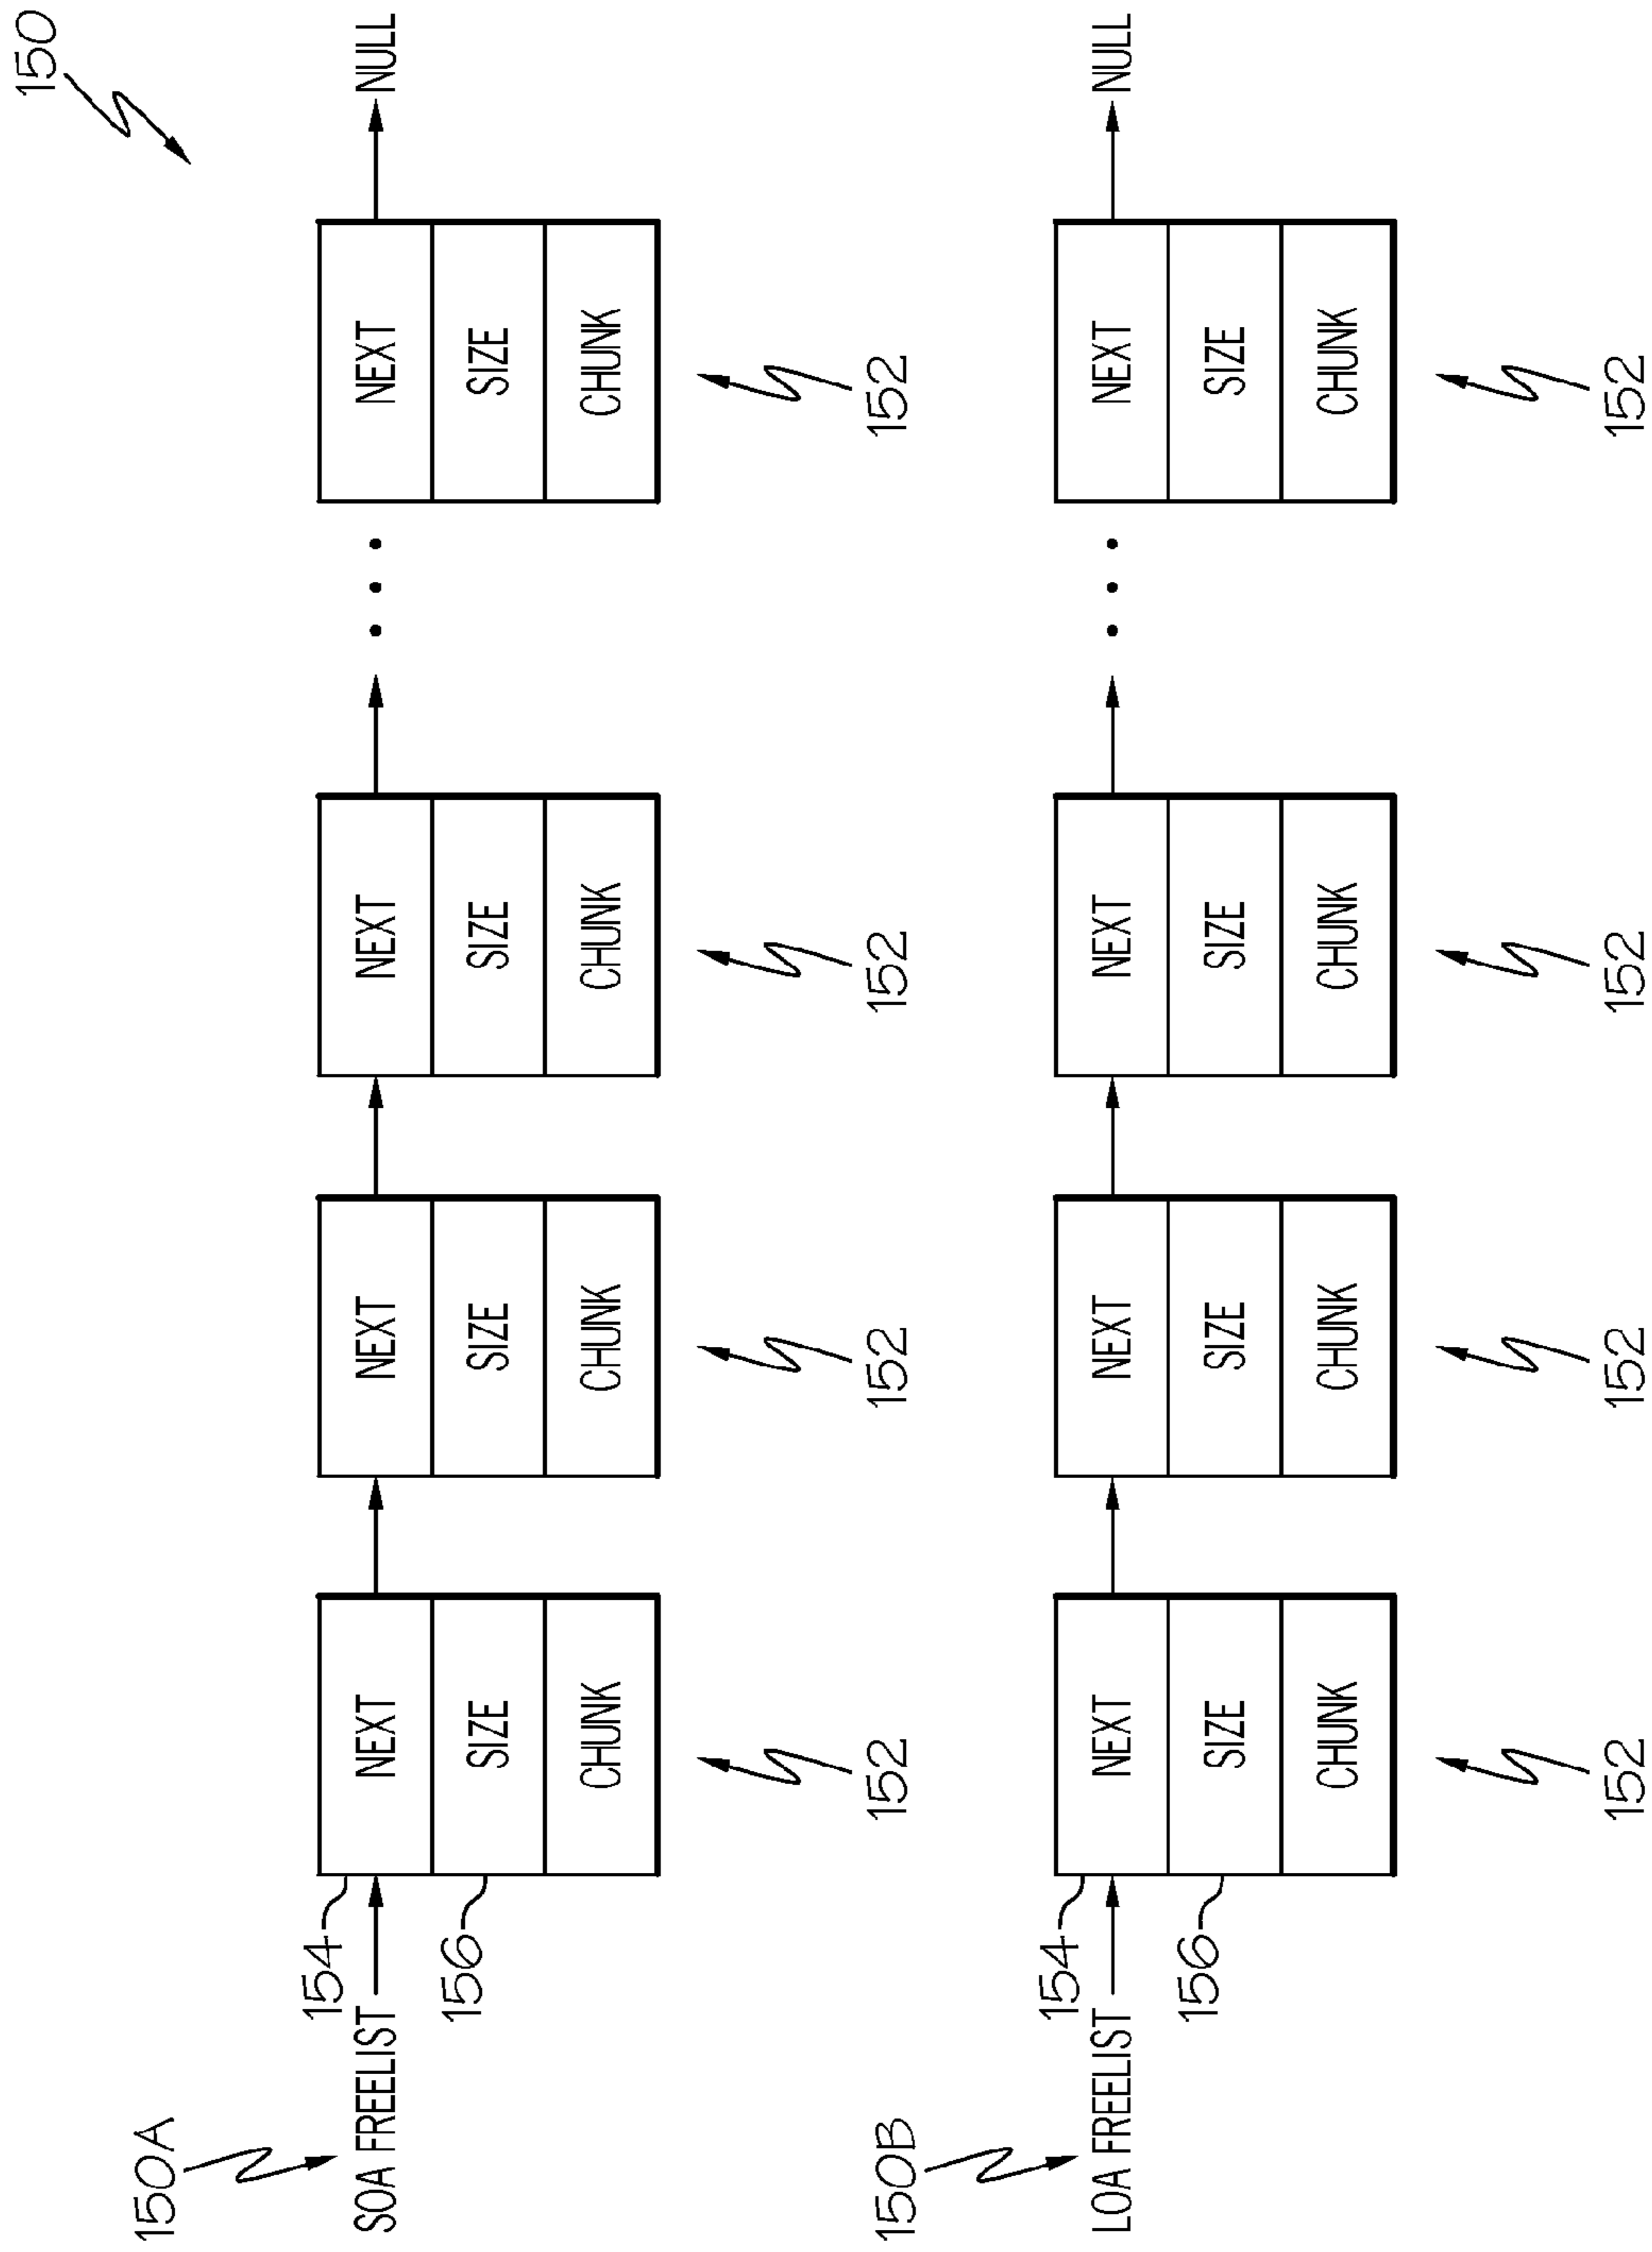 150
150A
154
SOA FREELIST NEXT NEXT NEXT . . . NEXT NULL
156
SIZE SIZE SIZE SIZE
CHUNK CHUNK CHUNK CHUNK
152 152 152 152
150B
154
LOA FREELIST NEXT NEXT NEXT . . . NEXT NULL
156
SIZE SIZE SIZE SIZE
CHUNK CHUNK CHUNK CHUNK
152 152 152 152